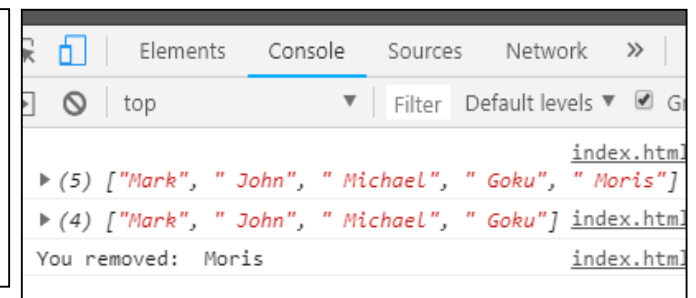 Elements Console Sources Network »
top ▼ Filter Default levels ▼ Gr
index.html
▶ (5) ["Mark", " John", " Michael", " Goku", " Moris"]
▶ (4) ["Mark", " John", " Michael", " Goku"] index.html
You removed:  Moris index.html